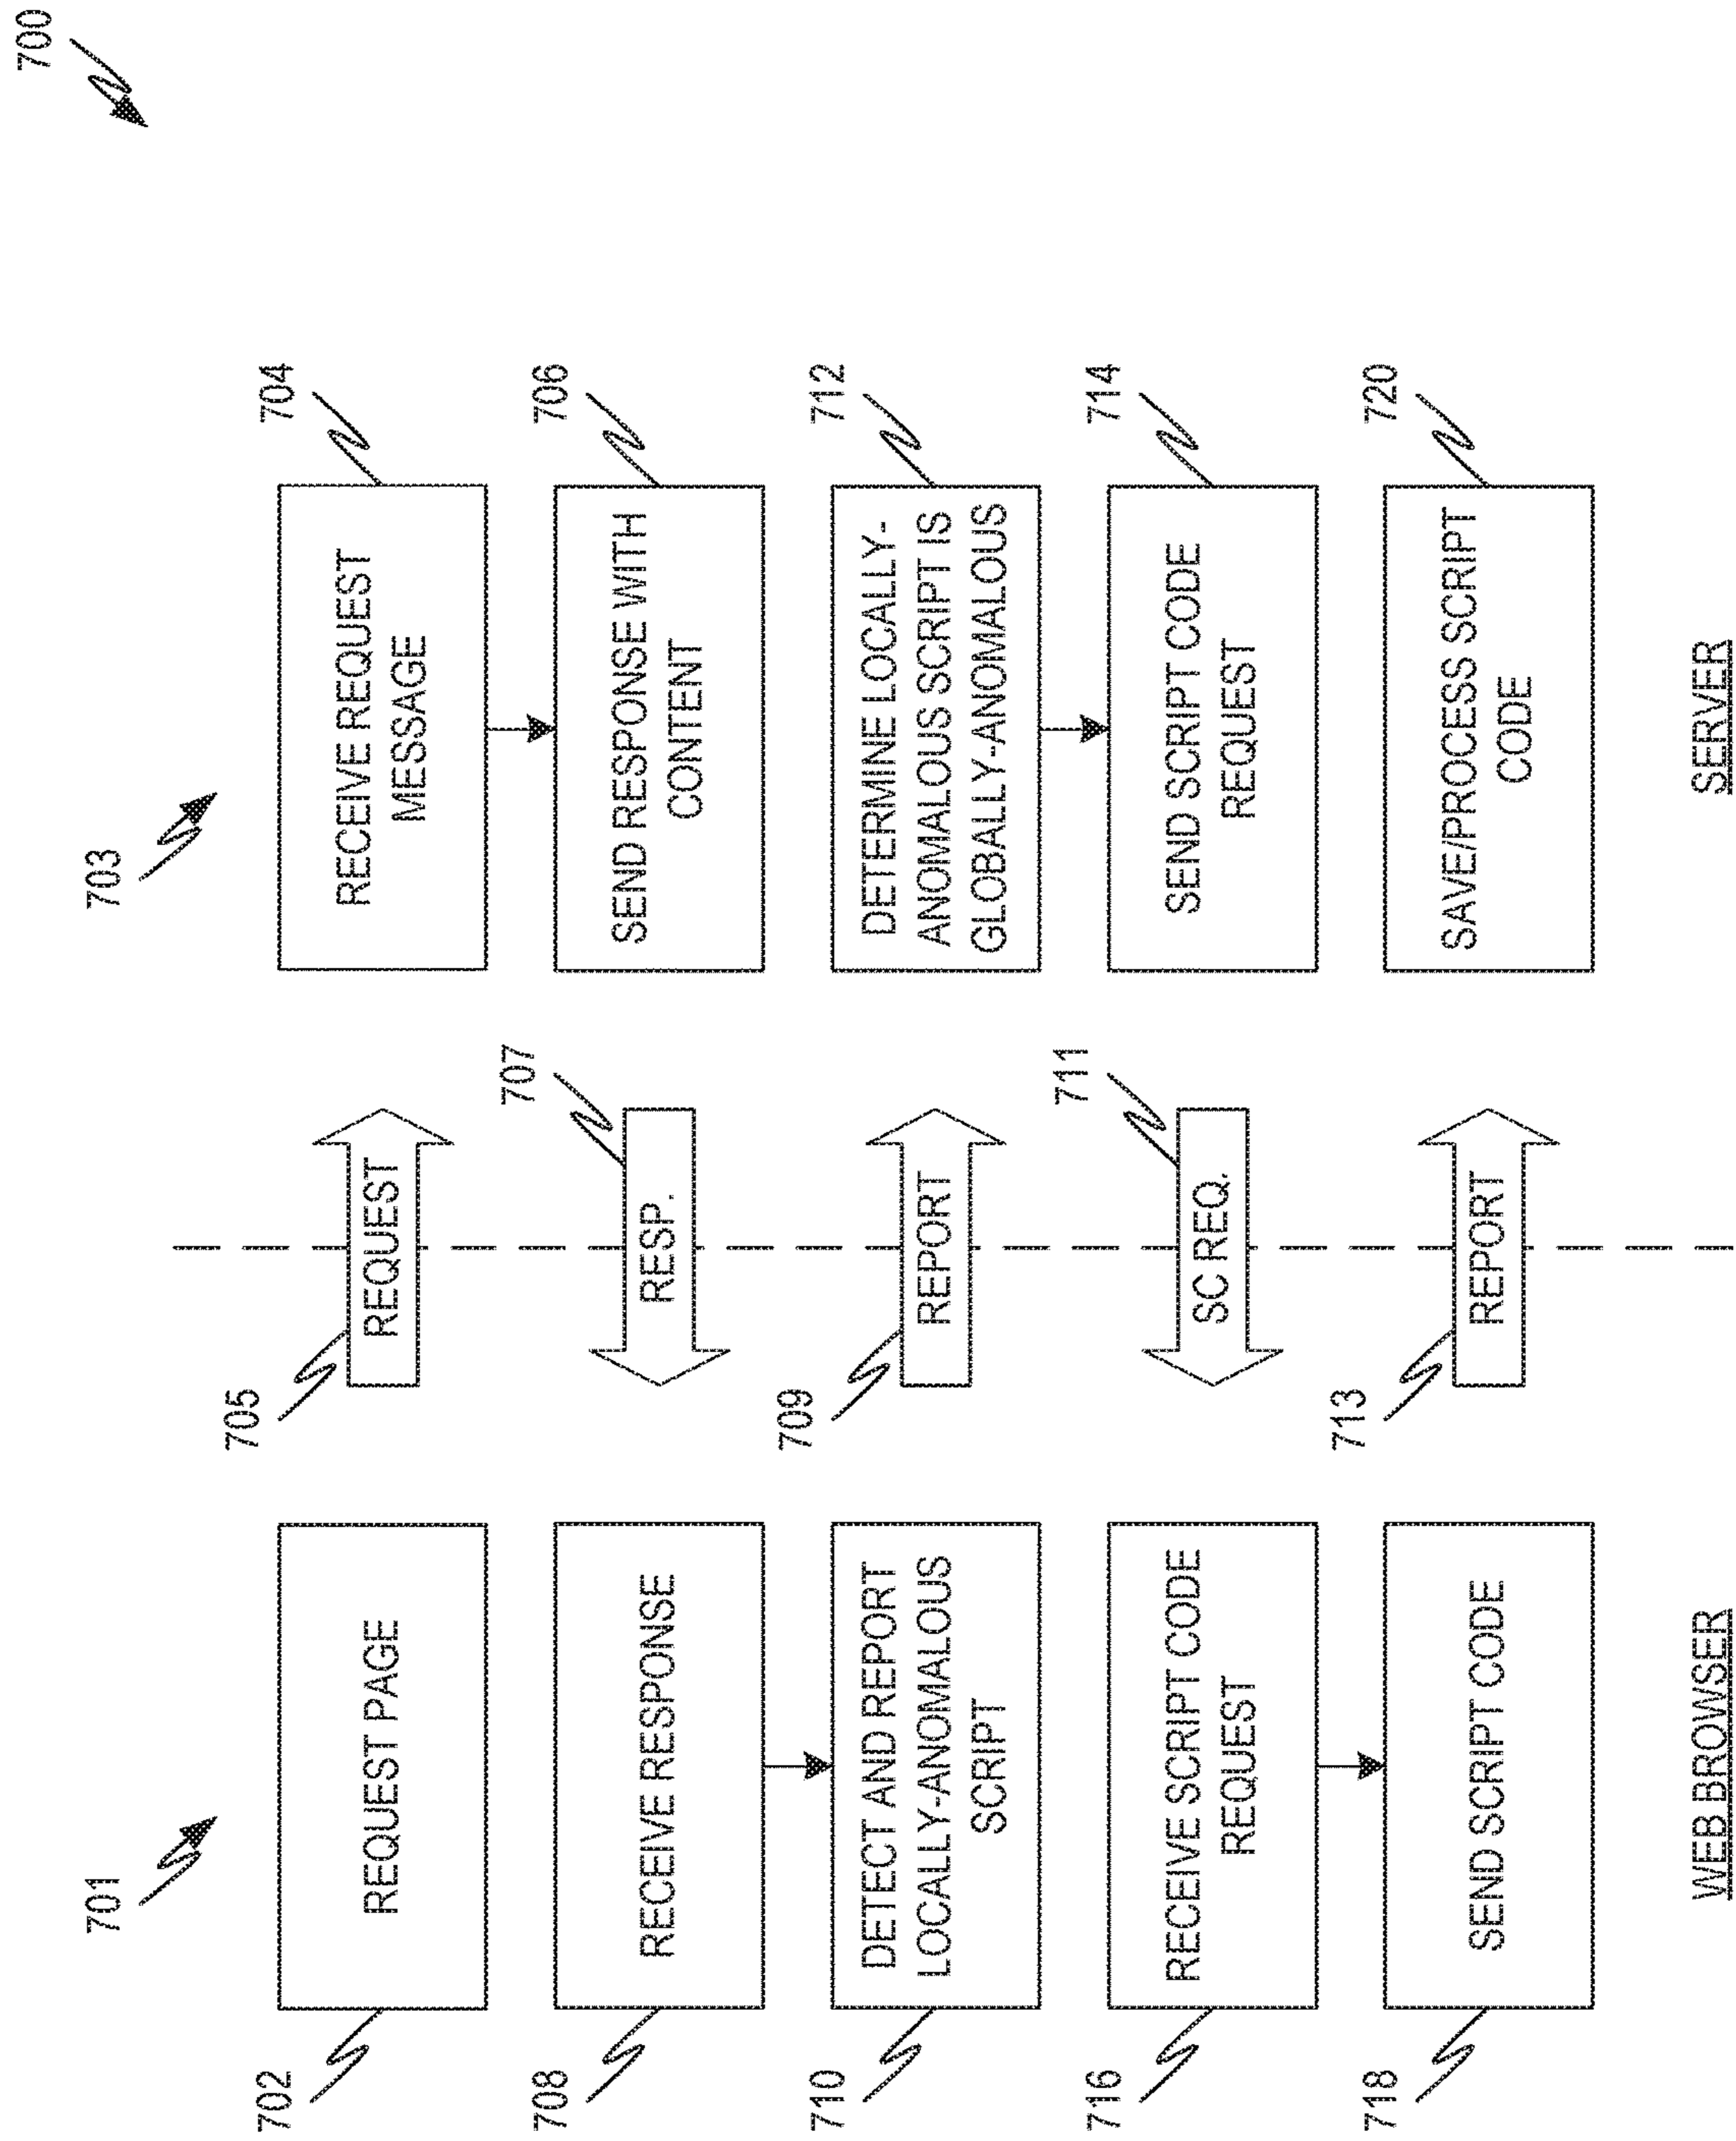 700
701
703
702
REQUEST PAGE
705
REQUEST
RECEIVE REQUEST
MESSAGE
704
708
RECEIVE RESPONSE
RESP.
707
SEND RESPONSE WITH
CONTENT
706
710
DETECT AND REPORT
LOCALLY-ANOMALOUS
SCRIPT
709
REPORT
DETERMINE LOCALLY-
ANOMALOUS SCRIPT IS
GLOBALLY-ANOMALOUS
712
716
RECEIVE SCRIPT CODE
REQUEST
SC REQ.
711
SEND SCRIPT CODE
REQUEST
714
718
SEND SCRIPT CODE
713
REPORT
SAVE/PROCESS SCRIPT
CODE
720
WEB BROWSER
SERVER